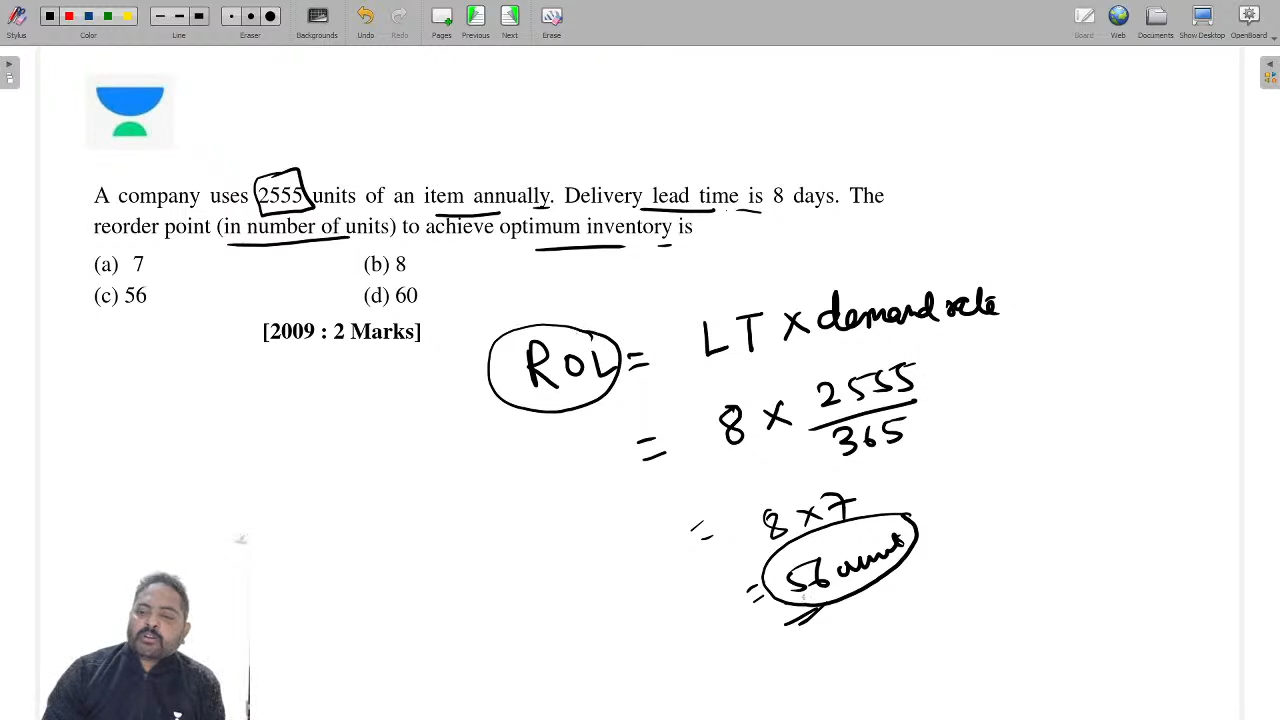 Stylus Color Line Eraser Backgrounds Undo Redo Pages Previous Next Erase Board Web Documents Show Desktop OpenBoard
A company uses 2555 units of an item annually. Delivery lead time is 8 days. The
reorder point (in number of units) to achieve optimum inventory is
(a) 7 (b) 8
(c) 56 (d) 60
[2009 : 2 Marks]
ROL = LT × demand rate
= 8 × 2555/365
= 8 × 7
= 56 unit